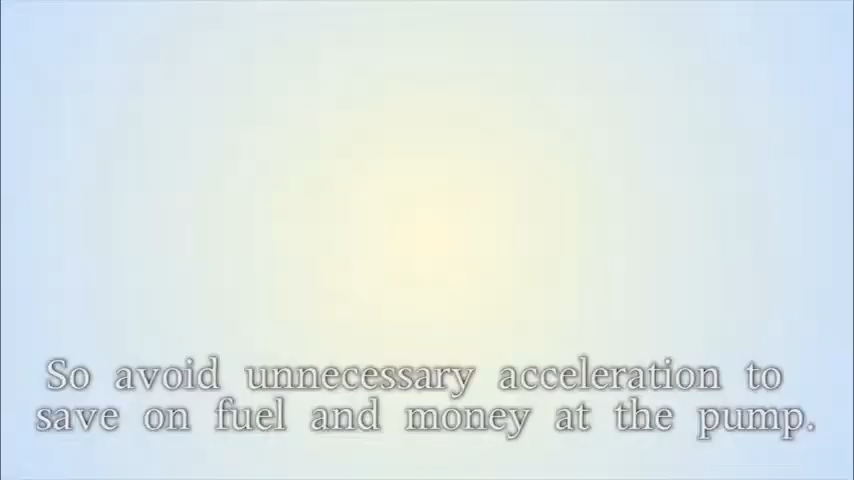 So avoid unnecessary acceleration to
save on fuel and money at the pump.